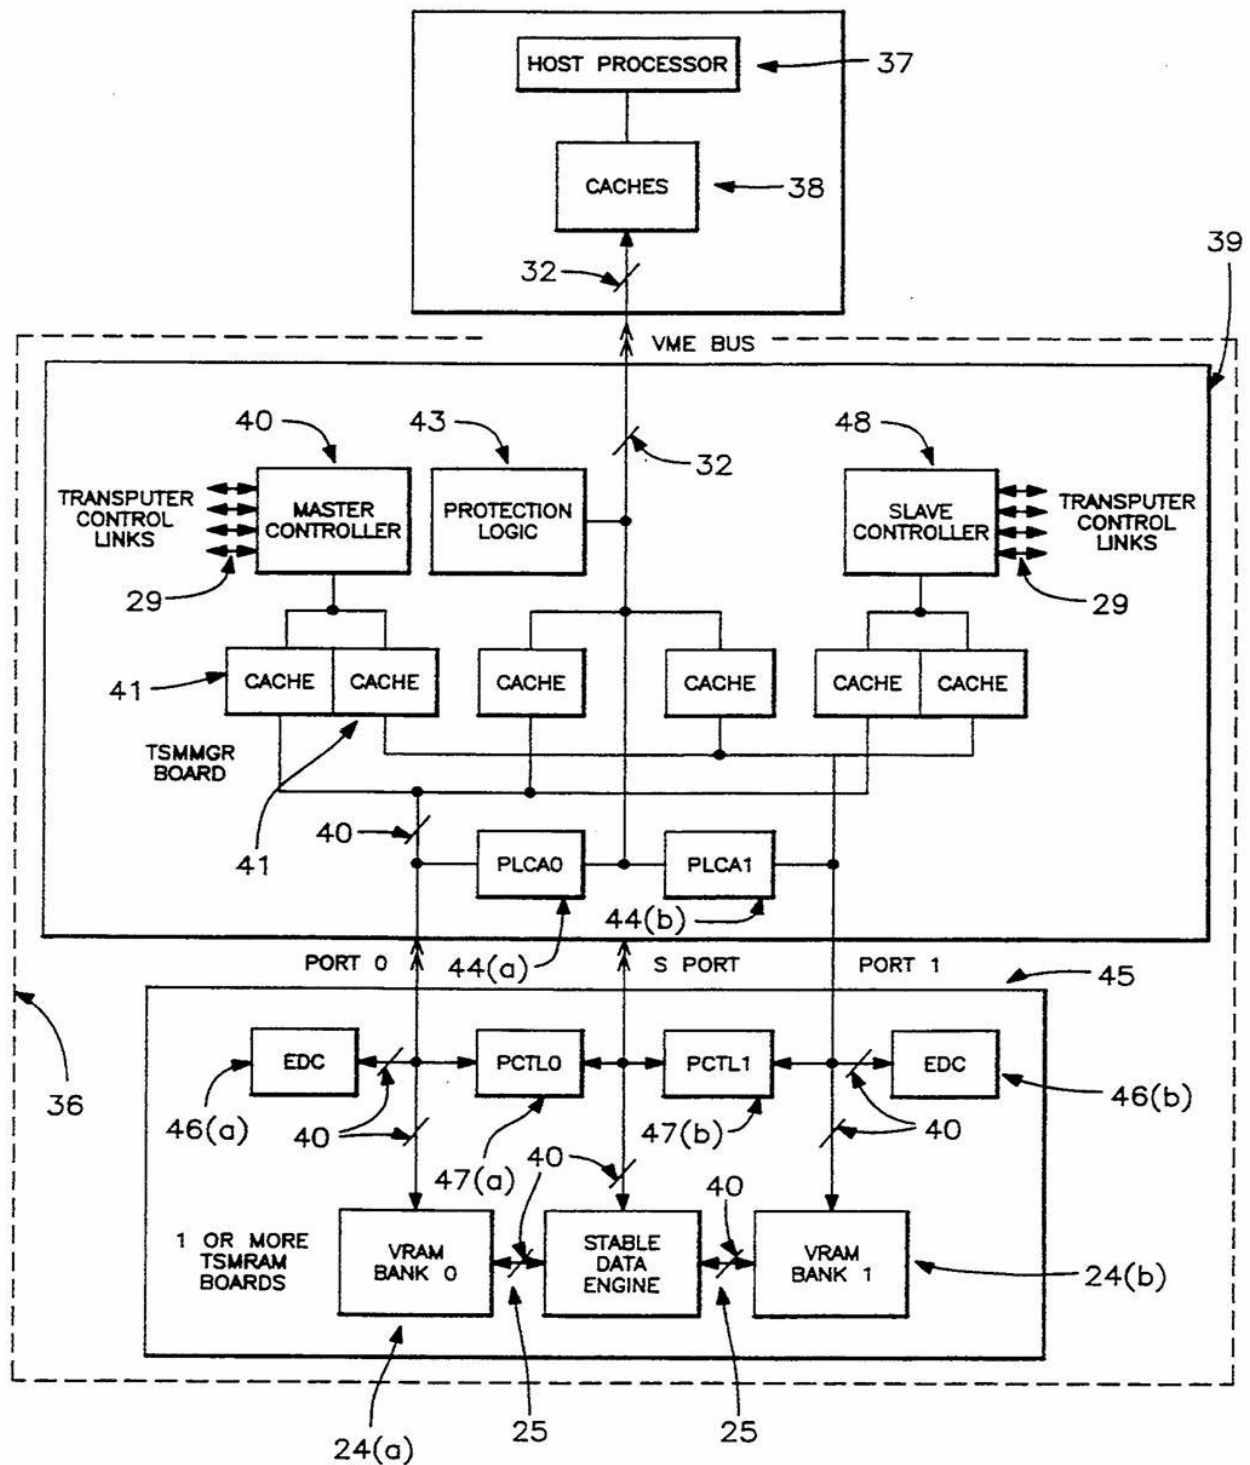 HOST PROCESSOR
37
CACHES
38
32
39
VME BUS
40
43
32
48
TRANSPUTER
CONTROL
LINKS
MASTER
CONTROLLER
PROTECTION
LOGIC
SLAVE
CONTROLLER
TRANSPUTER
CONTROL
LINKS
29
29
41
CACHE
CACHE
CACHE
CACHE
CACHE
CACHE
TSMMGR
BOARD
41
40
PLCA0
PLCA1
44(b)
PORT 0
44(a)
S PORT
PORT 1
45
36
EDC
PCTL0
PCTL1
EDC
46(a)
40
47(a)
47(b)
40
46(b)
40
40
1 OR MORE
TSMRAM
BOARDS
VRAM
BANK 0
STABLE
DATA
ENGINE
VRAM
BANK 1
24(b)
24(a)
25
25